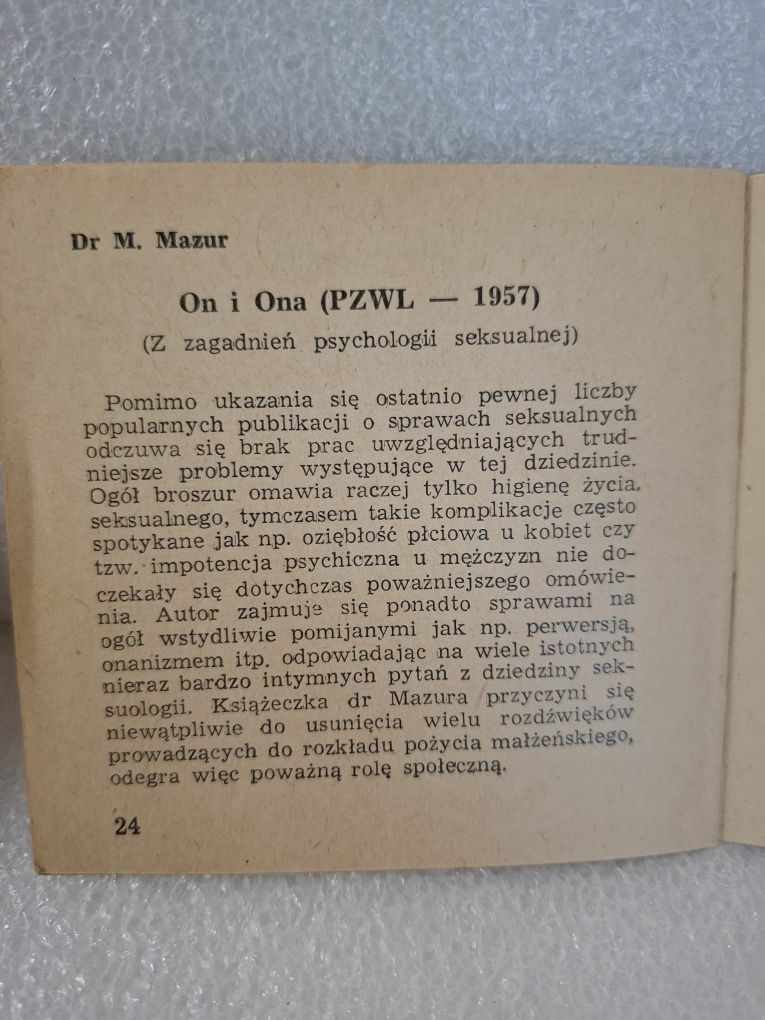 Dr M. Mazur
On i Ona (PZWL — 1957)
(Z zagadnień psychologii seksualnej)
Pomimo ukazania się ostatnio pewnej liczby
popularnych publikacji o sprawach seksualnych
odczuwa się brak prac uwzględniających trud-
niejsze problemy występujące w tej dziedzinie.
Ogół broszur omawia raczej tylko higienę życia
seksualnego, tymczasem takie komplikacje często
spotykane jak np. oziębłość płciowa u kobiet czy
tzw. impotencja psychiczna u mężczyzn nie do-
czekały się dotychczas poważniejszego omówie-
nia. Autor zajmuje się ponadto sprawami na
ogół wstydliwie pomijanymi jak np. perwersją,
onanizmem itp. odpowiadając na wiele istotnych
nieraz bardzo intymnych pytań z dziedziny sek-
suologii. Książeczka dr Mazura przyczyni się
niewątpliwie do usunięcia wielu rozdźwięków
prowadzących do rozkładu pożycia małżeńskiego,
odegra więc poważną rolę społeczną.
24